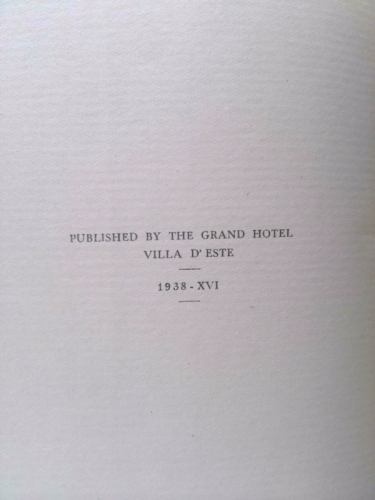 PUBLISHED BY THE GRAND HOTEL
VILLA D'ESTE
1938-XVI